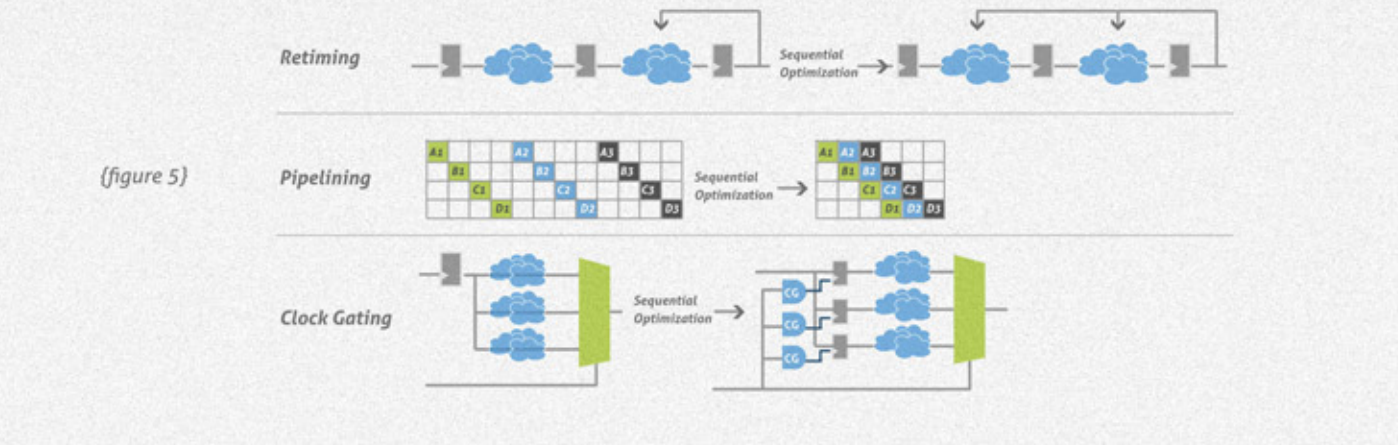 Retiming
Sequential
Optimization
{figure 5}
Pipelining
A1 A2 A3
B1 B2 B3
C1 C2 C3
D1 D2 D3
Sequential
Optimization
A1 A2 A3
B1 B2 B3
C1 C2 C3
D1 D2 D3
Clock Gating
Sequential
Optimization
CG
CG
CG